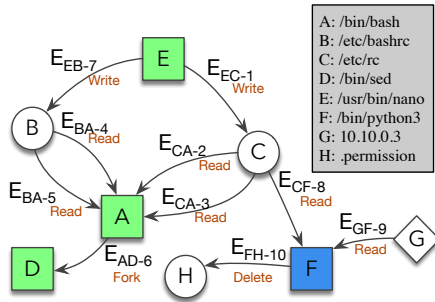 A: /bin/bash
B: /etc/bashrc
C: /etc/rc
D: /bin/sed
E: /usr/bin/nano
F: /bin/python3
G: 10.10.0.3
H: .permission
E
EEB-7
Write
EEC-1
Write
B
EBA-4
Read
ECA-2
Read
C
EBA-5
Read
ECA-3
Read
ECF-8
Read
A
EAD-6
Fork
D
H
EFH-10
Delete
F
EGF-9
Read
G